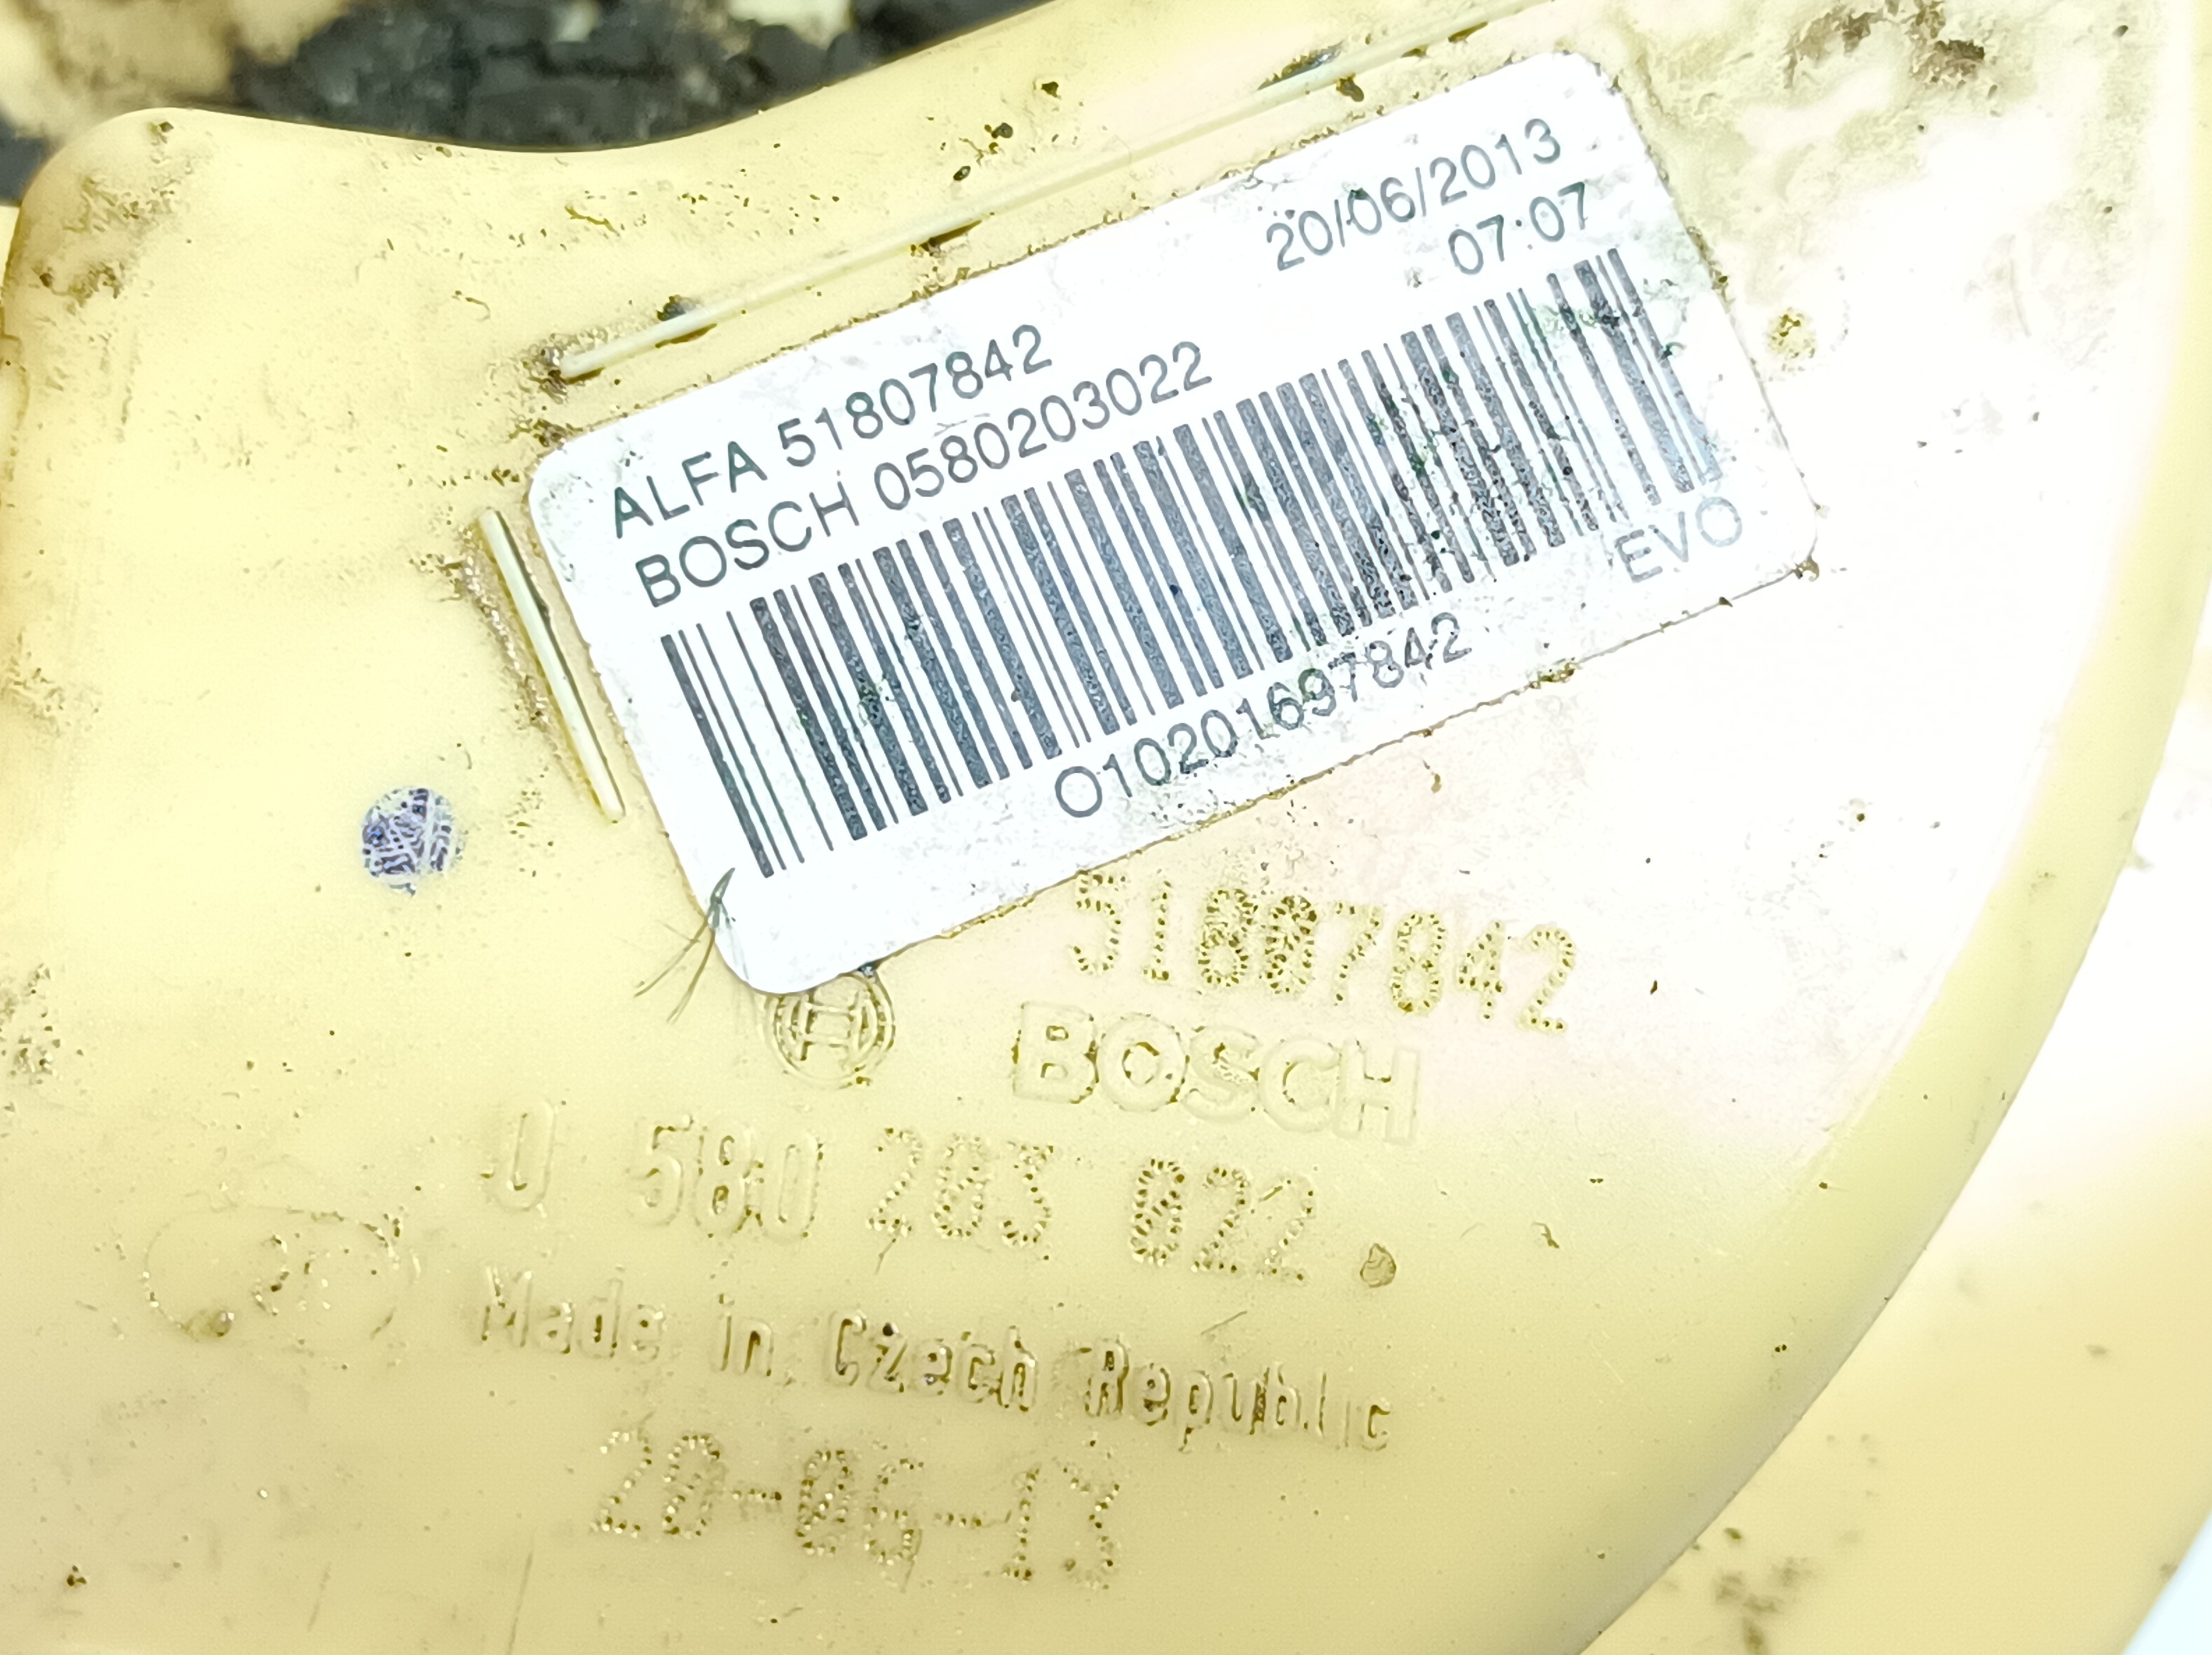 20/06/2013
07:07
ALFA 51807842
BOSCH 0580203022
O10201697842
EVO
51807842
BOSCH
0 580 203 022
Made in Czech Republic
20-06-13